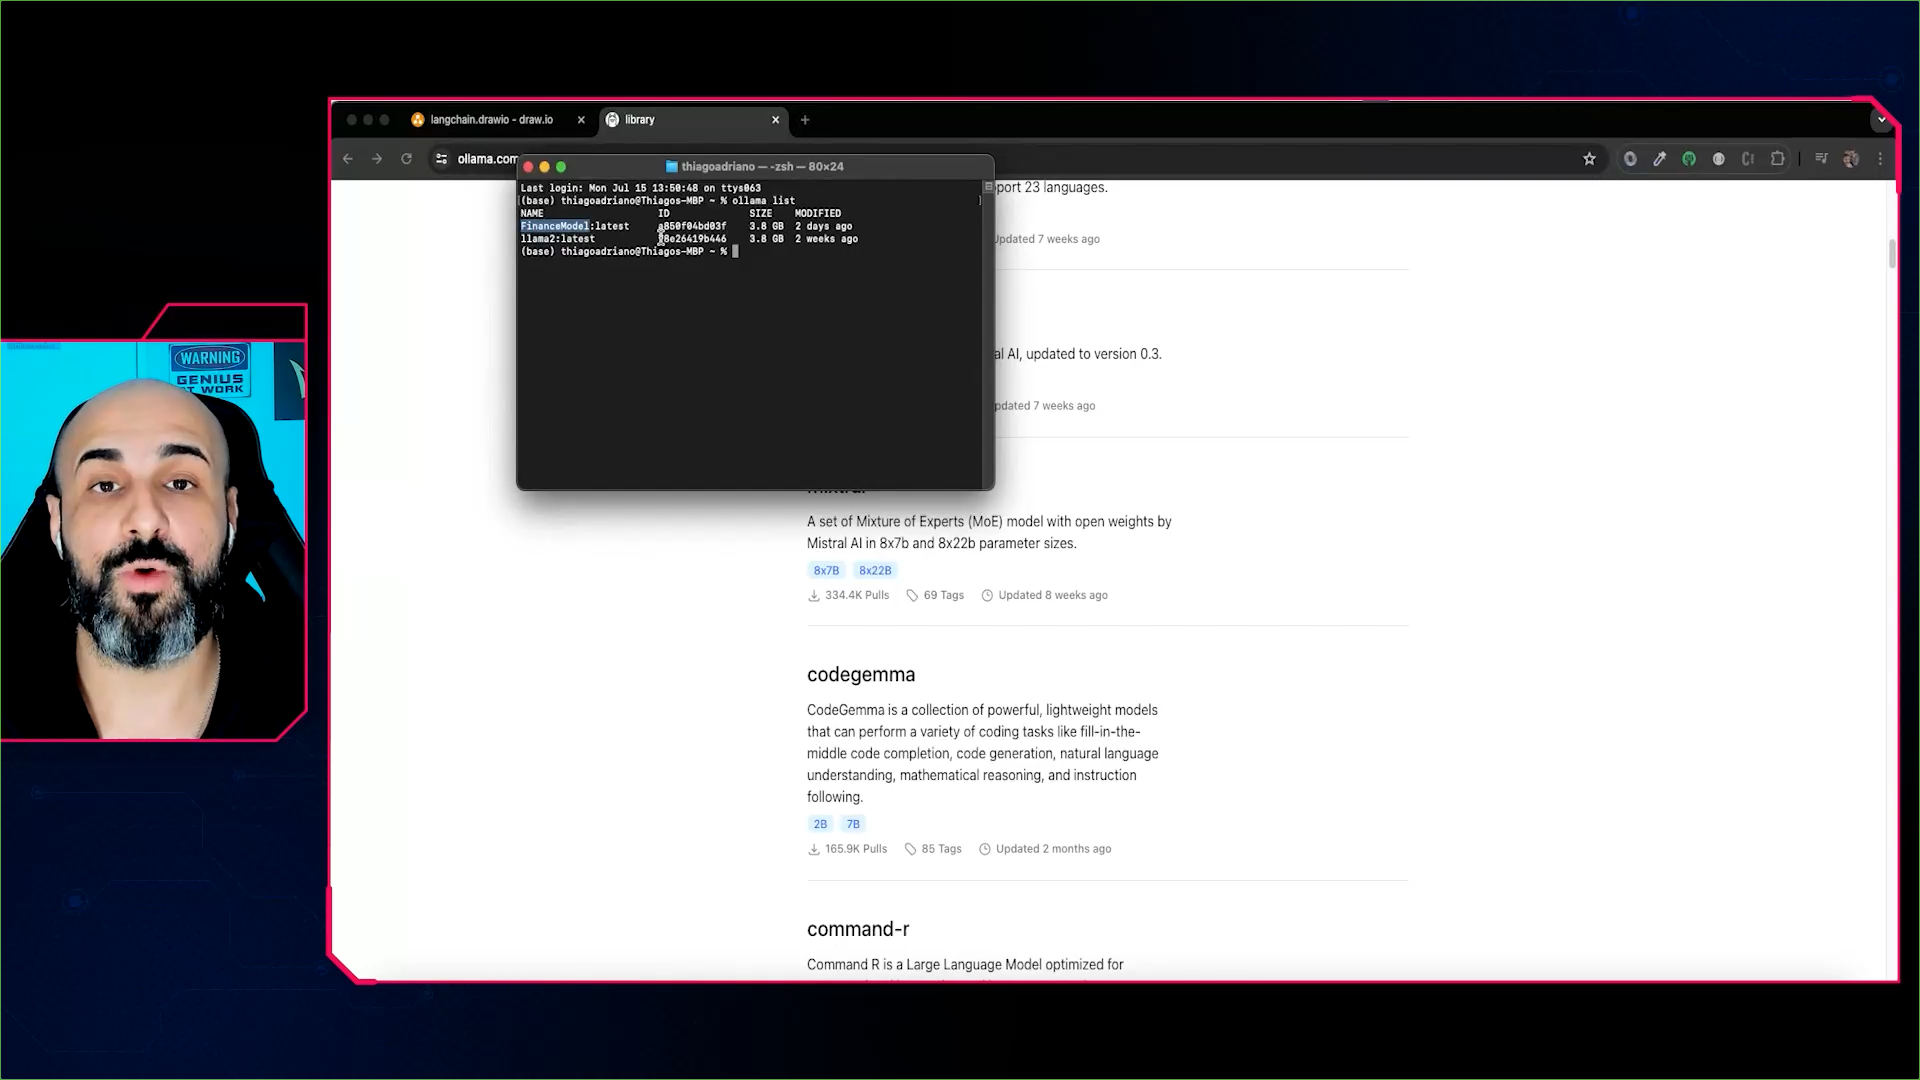 langchain.drawio - draw.io
library
ollama.com
thiagoadriano — -zsh — 80×24
Last login: Mon Jul 15 13:50:48 on ttys063
(base) thiagoadriano@Thiagos-MBP ~ % ollama list
NAME ID SIZE MODIFIED
FinanceModel:latest a850f04bd03f 3.8 GB 2 days ago
llama2:latest 78e26419b446 3.8 GB 2 weeks ago
(base) thiagoadriano@Thiagos-MBP ~ %
port 23 languages.
Updated 7 weeks ago
al AI, updated to version 0.3.
pdated 7 weeks ago
WARNING
GENIUS
AT WORK
mixtral
A set of Mixture of Experts (MoE) model with open weights by
Mistral AI in 8x7b and 8x22b parameter sizes.
8x7B 8x22B
334.4K Pulls 69 Tags Updated 8 weeks ago
codegemma
CodeGemma is a collection of powerful, lightweight models
that can perform a variety of coding tasks like fill-in-the-
middle code completion, code generation, natural language
understanding, mathematical reasoning, and instruction
following.
2B 7B
165.9K Pulls 85 Tags Updated 2 months ago
command-r
Command R is a Large Language Model optimized for